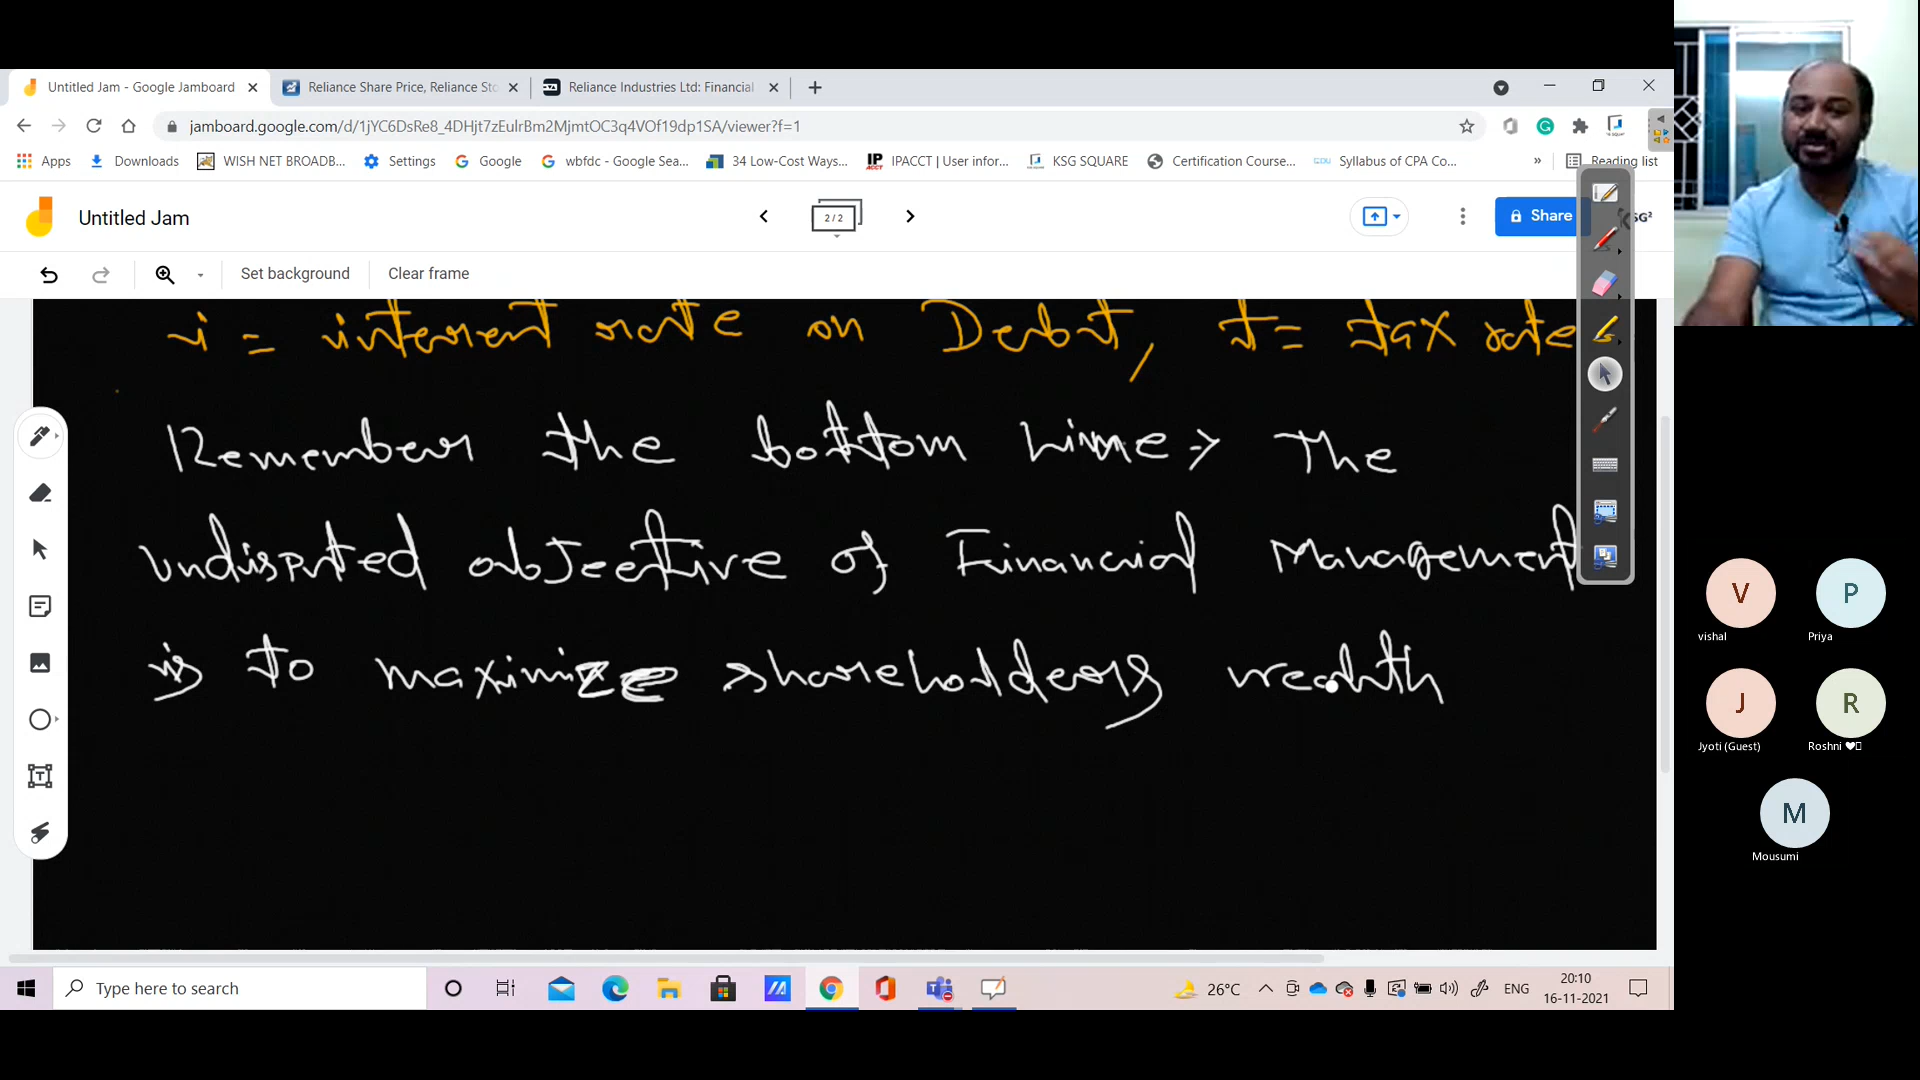 Untitled Jam - Google Jamboard
Reliance Share Price, Reliance Sto
Reliance Industries Ltd: Financial
jamboard.google.com/d/1jYC6DsRe8_4DHjt7zEulrBm2MjmtOC3q4VOf19dp1SA/viewer?f=1
Apps
Downloads
WISH NET BROADB...
Settings
Google
wbfdc - Google Sea...
34 Low-Cost Ways...
IP ACCT
IPACCT | User infor...
KSG SQUARE
Certification Course...
Syllabus of CPA Co...
»
Reading list
Untitled Jam
2 / 2
Share
SG²
Set background
Clear frame
i = interest rate on Debt, t = tax rate
Remember the bottom Line → The
undisputed objective of Financial Management
is to maximize shareholders wealth
V
vishal
P
Priya
J
Jyoti (Guest)
R
Roshni ❤
M
Mousumi
Type here to search
26°C
ENG
20:10
16-11-2021